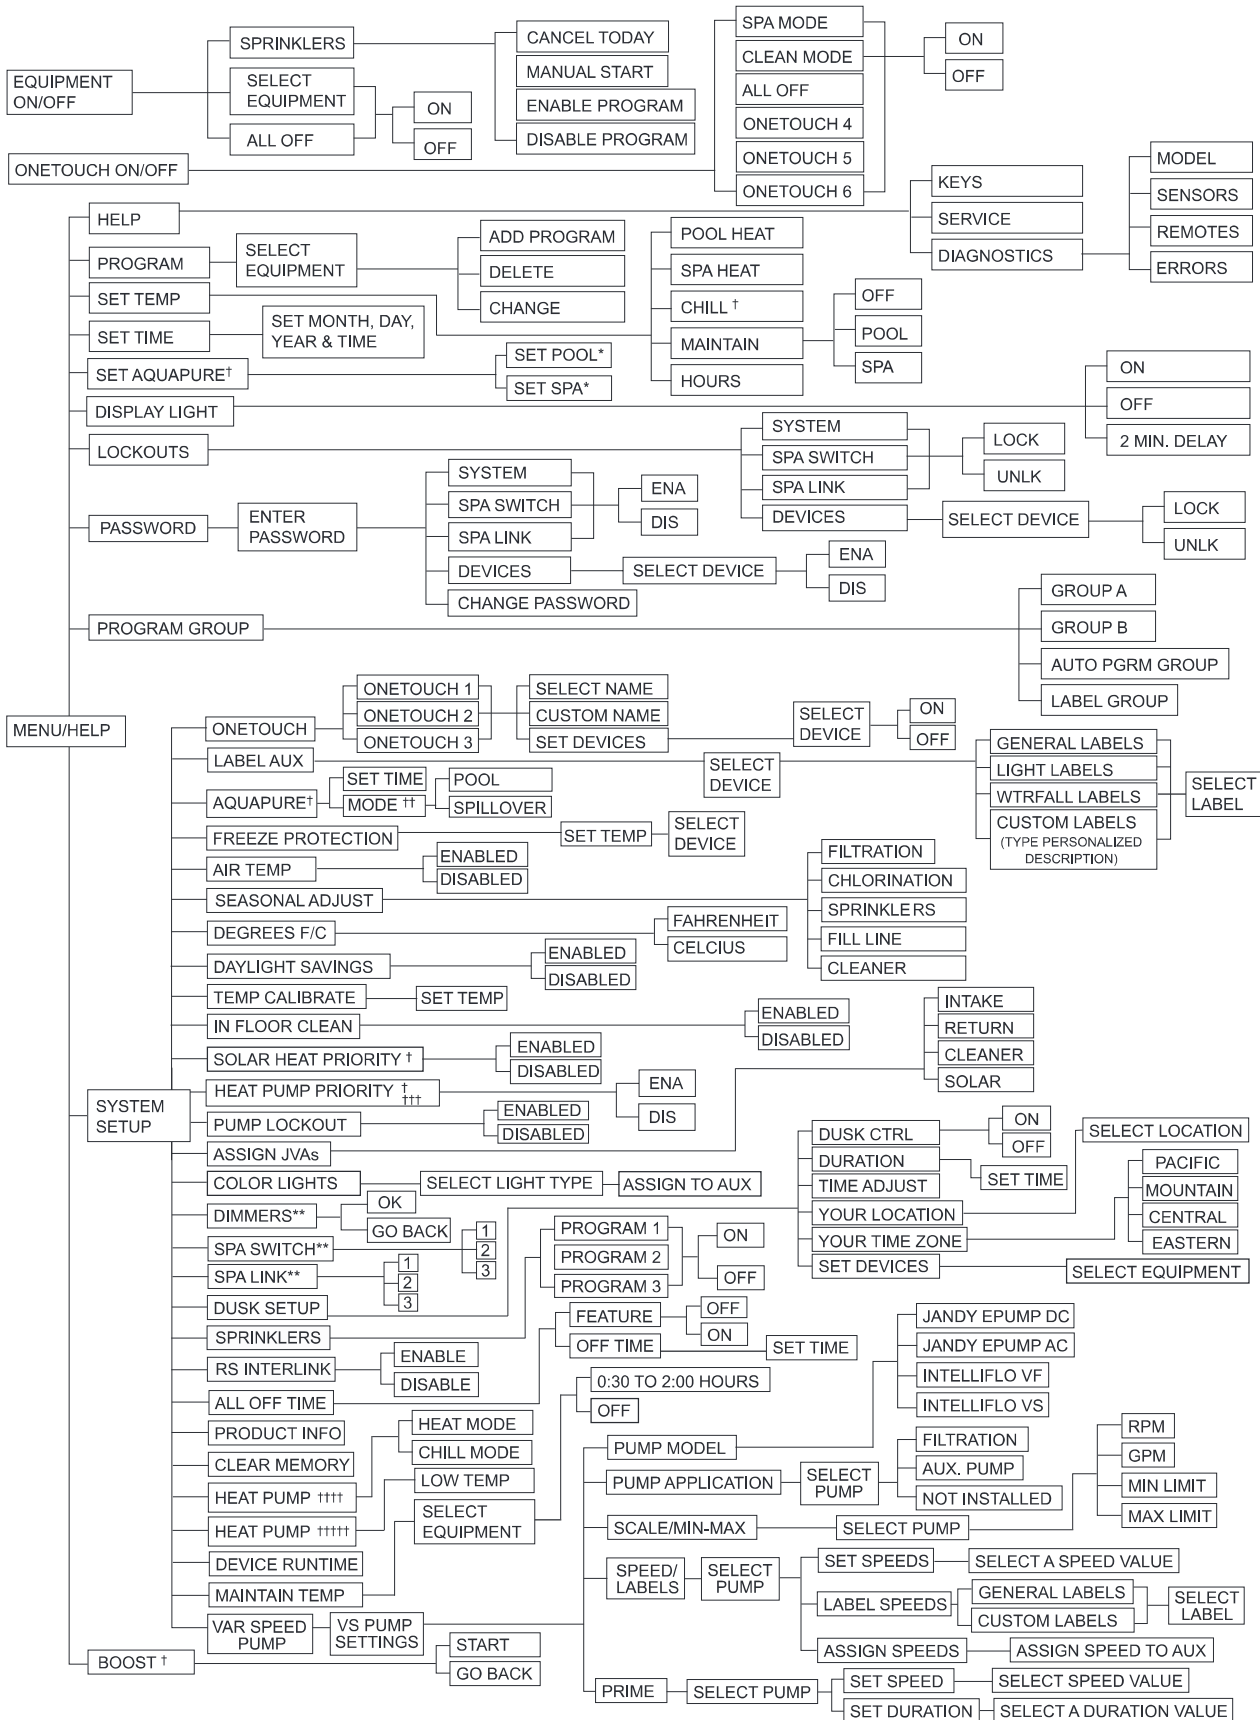 EQUIPMENT
ON/OFF
SPRINKLERS
SELECT
EQUIPMENT
ALL OFF
ON
OFF
CANCEL TODAY
MANUAL START
ENABLE PROGRAM
DISABLE PROGRAM
ONETOUCH ON/OFF
SPA MODE
CLEAN MODE
ALL OFF
ONETOUCH 4
ONETOUCH 5
ONETOUCH 6
ON
OFF
MENU/HELP
HELP
KEYS
SERVICE
DIAGNOSTICS
MODEL
SENSORS
REMOTES
ERRORS
PROGRAM
SELECT
EQUIPMENT
ADD PROGRAM
DELETE
CHANGE
SET TEMP
POOL HEAT
SPA HEAT
CHILL †
MAINTAIN
HOURS
OFF
POOL
SPA
SET TIME
SET MONTH, DAY,
YEAR & TIME
SET AQUAPURE†
SET POOL*
SET SPA*
DISPLAY LIGHT
ON
OFF
2 MIN. DELAY
LOCKOUTS
SYSTEM
SPA SWITCH
SPA LINK
DEVICES
LOCK
UNLK
SELECT DEVICE
LOCK
UNLK
PASSWORD
ENTER
PASSWORD
SYSTEM
SPA SWITCH
SPA LINK
DEVICES
CHANGE PASSWORD
ENA
DIS
SELECT DEVICE
ENA
DIS
PROGRAM GROUP
GROUP A
GROUP B
AUTO PGRM GROUP
LABEL GROUP
SYSTEM
SETUP
ONETOUCH
ONETOUCH 1
ONETOUCH 2
ONETOUCH 3
SELECT NAME
CUSTOM NAME
SET DEVICES
SELECT
DEVICE
ON
OFF
LABEL AUX
SELECT
DEVICE
GENERAL LABELS
LIGHT LABELS
WTRFALL LABELS
CUSTOM LABELS
(TYPE PERSONALIZED
DESCRIPTION)
SELECT
LABEL
AQUAPURE†
SET TIME
MODE ††
POOL
SPILLOVER
FREEZE PROTECTION
SET TEMP
SELECT
DEVICE
AIR TEMP
ENABLED
DISABLED
SEASONAL ADJUST
FILTRATION
CHLORINATION
SPRINKLERS
FILL LINE
CLEANER
DEGREES F/C
FAHRENHEIT
CELCIUS
DAYLIGHT SAVINGS
ENABLED
DISABLED
TEMP CALIBRATE
SET TEMP
IN FLOOR CLEAN
ENABLED
DISABLED
SOLAR HEAT PRIORITY †
ENABLED
DISABLED
HEAT PUMP PRIORITY †
†††
ENA
DIS
PUMP LOCKOUT
ENABLED
DISABLED
ASSIGN JVAs
INTAKE
RETURN
CLEANER
SOLAR
COLOR LIGHTS
SELECT LIGHT TYPE
ASSIGN TO AUX
DIMMERS**
OK
GO BACK
SPA SWITCH**
1
2
3
SPA LINK**
1
2
3
DUSK SETUP
DUSK CTRL
DURATION
TIME ADJUST
YOUR LOCATION
YOUR TIME ZONE
SET DEVICES
ON
OFF
SET TIME
SELECT LOCATION
PACIFIC
MOUNTAIN
CENTRAL
EASTERN
SELECT EQUIPMENT
SPRINKLERS
PROGRAM 1
PROGRAM 2
PROGRAM 3
ON
OFF
RS INTERLINK
ENABLE
DISABLE
ALL OFF TIME
FEATURE
OFF TIME
OFF
ON
SET TIME
PRODUCT INFO
CLEAR MEMORY
HEAT PUMP ††††
HEAT MODE
CHILL MODE
HEAT PUMP †††††
LOW TEMP
DEVICE RUNTIME
MAINTAIN TEMP
SELECT
EQUIPMENT
0:30 TO 2:00 HOURS
OFF
VAR SPEED
PUMP
VS PUMP
SETTINGS
PUMP MODEL
JANDY EPUMP DC
JANDY EPUMP AC
INTELLIFLO VF
INTELLIFLO VS
PUMP APPLICATION
SELECT
PUMP
FILTRATION
AUX. PUMP
NOT INSTALLED
SCALE/MIN-MAX
SELECT PUMP
RPM
GPM
MIN LIMIT
MAX LIMIT
SPEED/
LABELS
SELECT
PUMP
SET SPEEDS
SELECT A SPEED VALUE
LABEL SPEEDS
GENERAL LABELS
CUSTOM LABELS
SELECT
LABEL
ASSIGN SPEEDS
ASSIGN SPEED TO AUX
PRIME
SELECT PUMP
SET SPEED
SELECT SPEED VALUE
SET DURATION
SELECT A DURATION VALUE
BOOST †
START
GO BACK